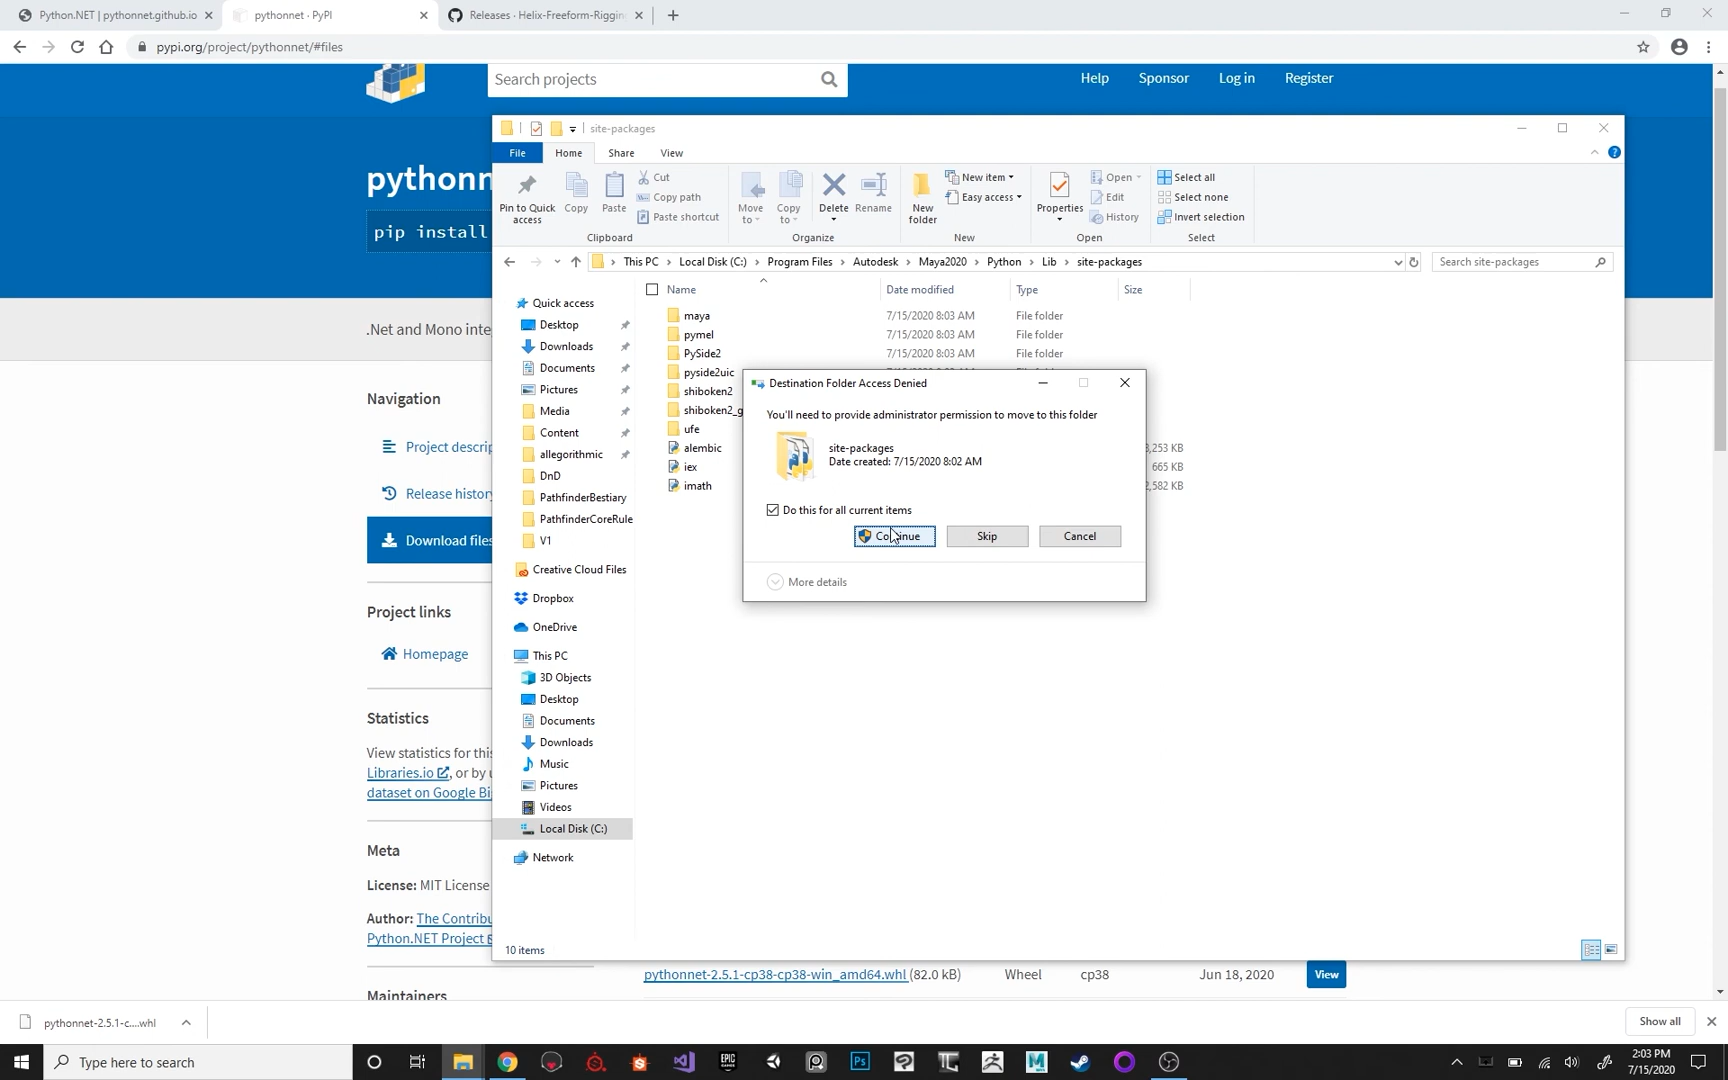 Python.NET | pythonnet.github.io
pythonnet · PyPI
Releases · Helix-Freeform-Rigging
pypi.org/project/pythonnet/#files
Search projects
Help
Sponsor
Log in
Register
pythonn
pip install
.Net and Mono inte
Navigation
Project descrip
Release history
Download files
Project links
Homepage
Statistics
View statistics for this
Libraries.io, or by u
dataset on Google Big
Meta
License: MIT License
Author: The Contribu
Python.NET Project
Maintainers
site-packages
File
Home
Share
View
Pin to Quick access
Copy
Paste
Cut
Copy path
Paste shortcut
Clipboard
Move to
Copy to
Delete
Rename
Organize
New folder
New item
Easy access
New
Properties
Open
Edit
History
Open
Select all
Select none
Invert selection
Select
This PC > Local Disk (C:) > Program Files > Autodesk > Maya2020 > Python > Lib > site-packages
Search site-packages
Name
Date modified
Type
Size
Quick access
Desktop
Downloads
Documents
Pictures
Media
Content
allegorithmic
DnD
PathfinderBestiary
PathfinderCoreRule
V1
Creative Cloud Files
Dropbox
OneDrive
This PC
3D Objects
Desktop
Documents
Downloads
Music
Pictures
Videos
Local Disk (C:)
Network
maya 7/15/2020 8:03 AM File folder
pymel 7/15/2020 8:03 AM File folder
PySide2 7/15/2020 8:03 AM File folder
pyside2uic
shiboken2
shiboken2_g
ufe
alembic 3,253 KB
iex 665 KB
imath 2,582 KB
Destination Folder Access Denied
You'll need to provide administrator permission to move to this folder
site-packages
Date created: 7/15/2020 8:02 AM
Do this for all current items
Continue
Skip
Cancel
More details
10 items
pythonnet-2.5.1-cp38-cp38-win_amd64.whl (82.0 kB)
Wheel
cp38
Jun 18, 2020
View
pythonnet-2.5.1-c....whl
Show all
Type here to search
EPIC GAMES
Ps
2:03 PM
7/15/2020